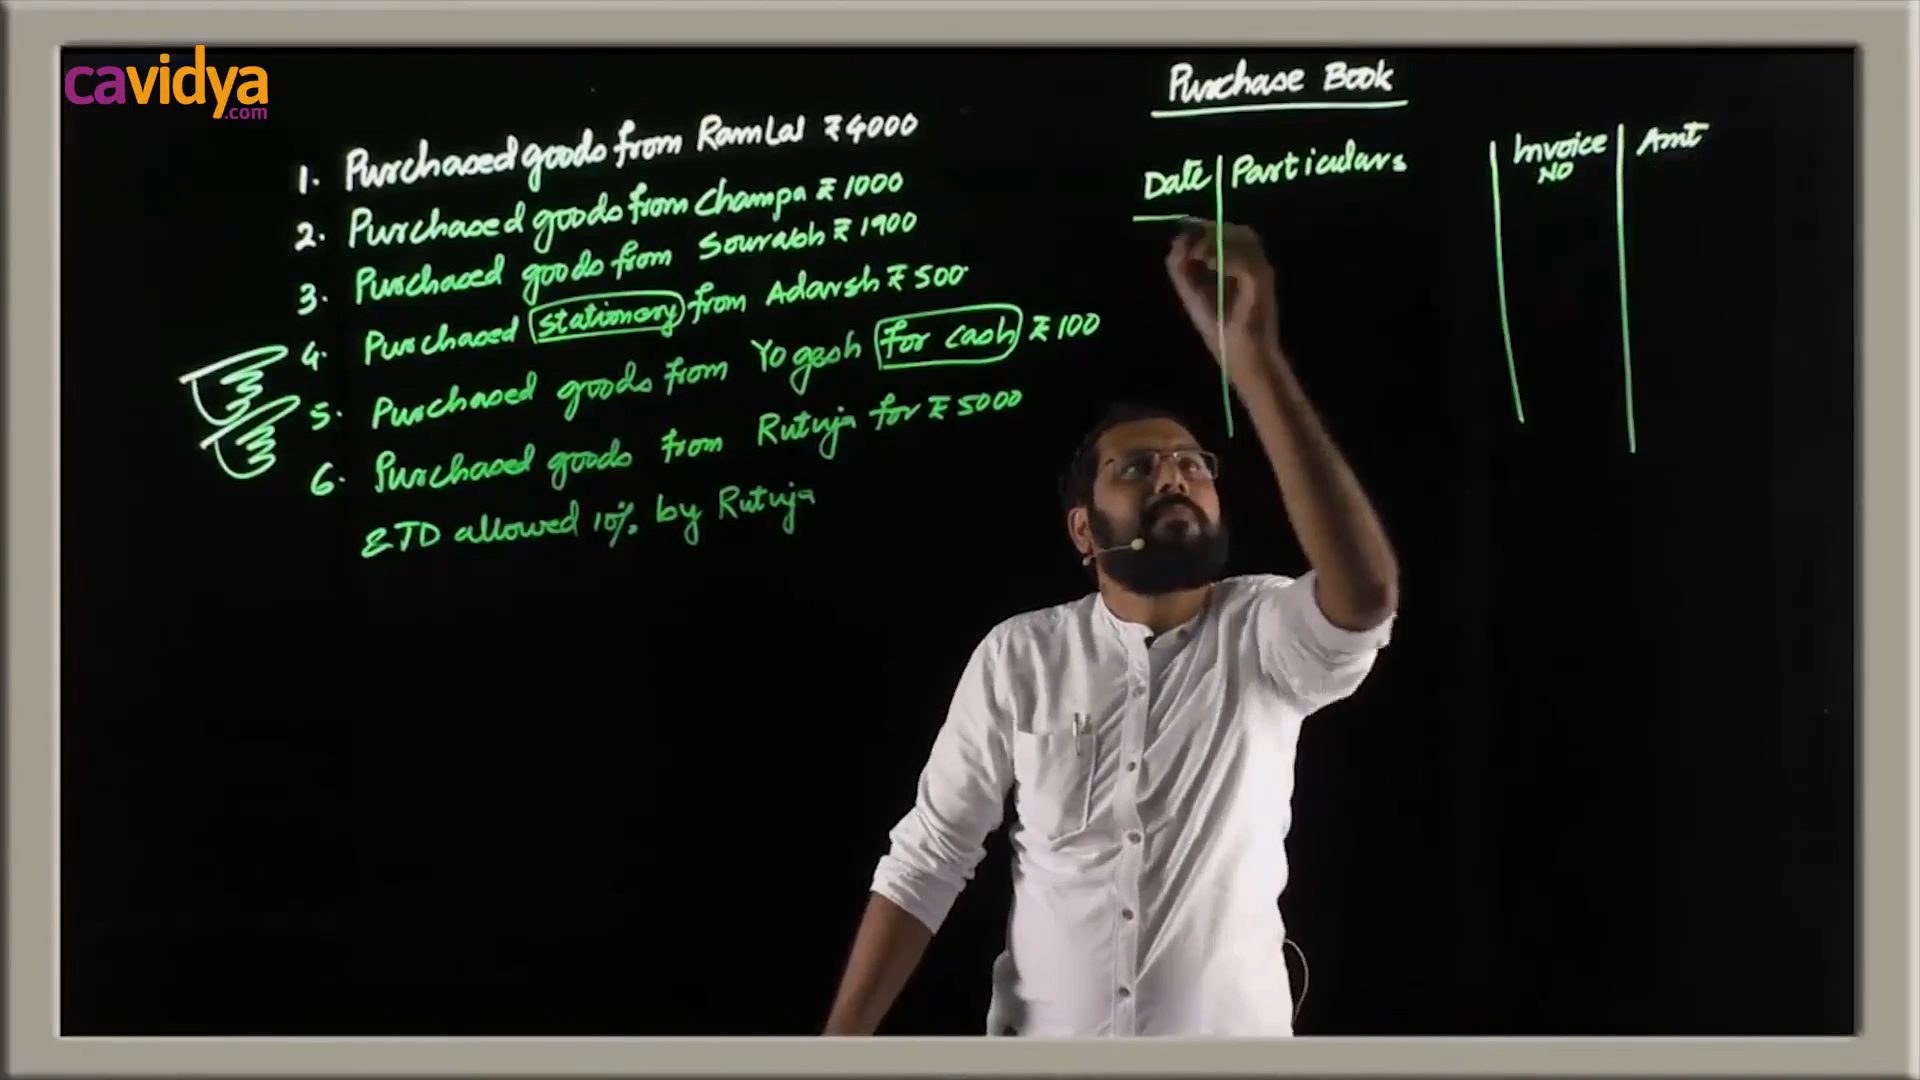 cavidya
.com
1. Purchased goods from RamLal ₹4000
2. Purchased goods from Champa ₹1000
3. Purchased goods from Sourabh ₹1900
4. Purchased stationery from Adarsh ₹500
5. Purchased goods from Yogesh for cash ₹100
6. Purchased goods from Rutuja for ₹5000
& TD allowed 10% by Rutuja
Purchase Book
Date Particulars Invoice NO Amt